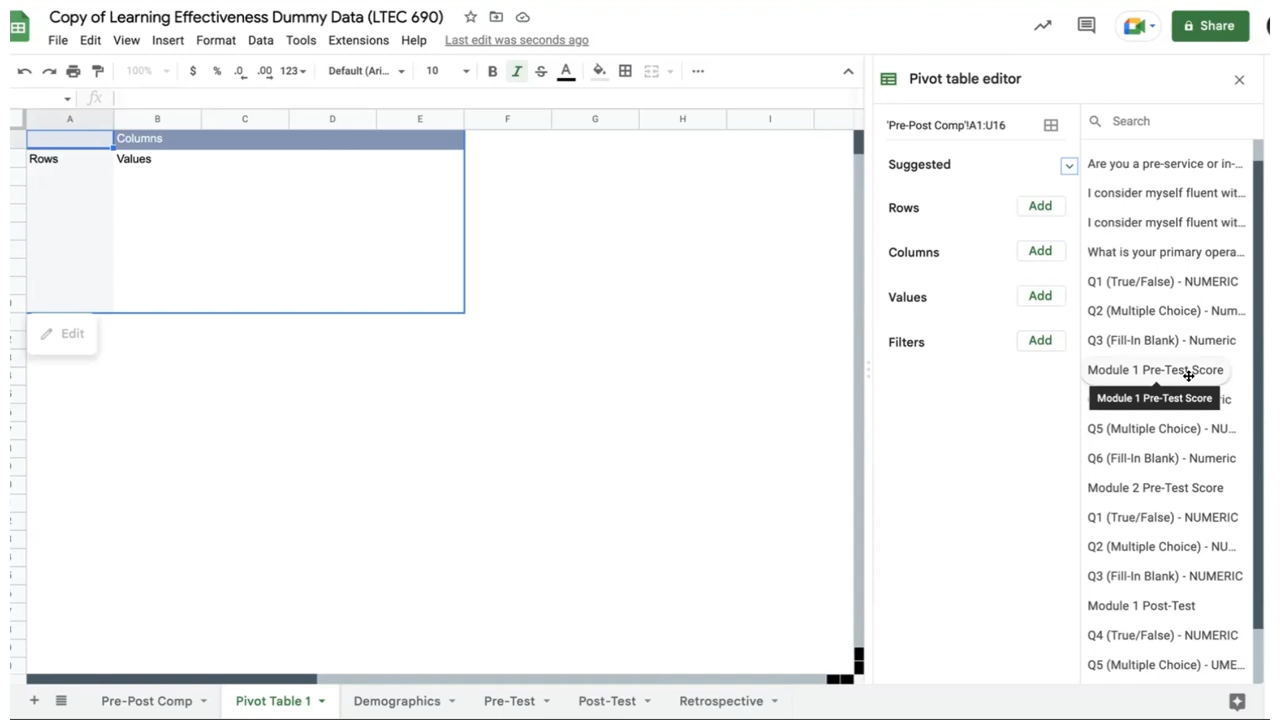 Copy of Learning Effectiveness Dummy Data (LTEC 690)
File Edit View Insert Format Data Tools Extensions Help Last edit was seconds ago
Share
100% $ % .0 .00 123 Default (Ari... 10 B I S A ...
fx
A B C D E F G H I
Columns
Rows Values
Edit
Pivot table editor
'Pre-Post Comp'!A1:U16
Suggested
Rows Add
Columns Add
Values Add
Filters Add
Search
Are you a pre-service or in-...
I consider myself fluent wit...
I consider myself fluent wit...
What is your primary opera...
Q1 (True/False) - NUMERIC
Q2 (Multiple Choice) - Num...
Q3 (Fill-In Blank) - Numeric
Module 1 Pre-Test Score
Module 1 Pre-Test Score
Q5 (Multiple Choice) - NU...
Q6 (Fill-In Blank) - Numeric
Module 2 Pre-Test Score
Q1 (True/False) - NUMERIC
Q2 (Multiple Choice) - NU...
Q3 (Fill-In Blank) - NUMERIC
Module 1 Post-Test
Q4 (True/False) - NUMERIC
Q5 (Multiple Choice) - UME...
Pre-Post Comp Pivot Table 1 Demographics Pre-Test Post-Test Retrospective